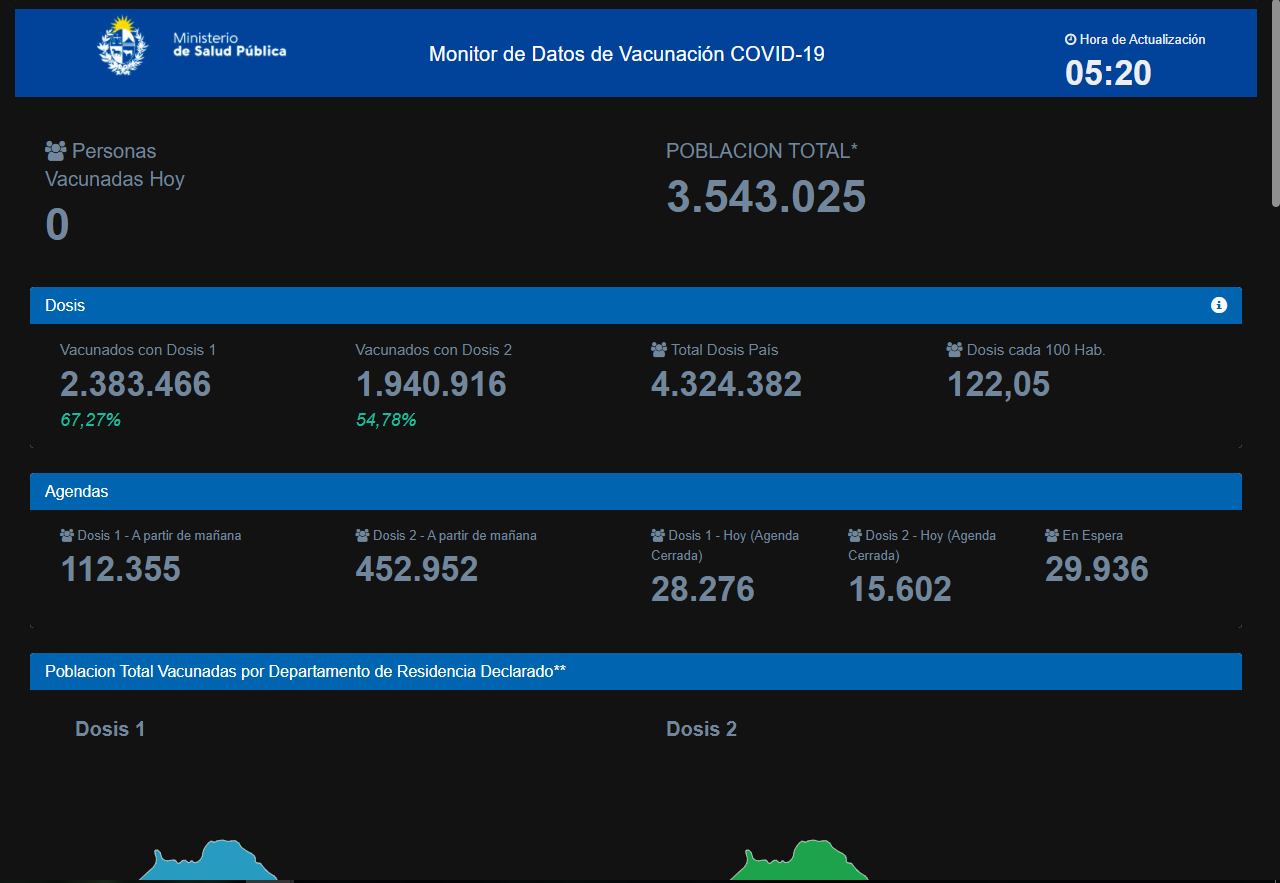 Ministerio
de Salud Pública
Monitor de Datos de Vacunación COVID-19
Hora de Actualización
05:20
Personas
Vacunadas Hoy
0
POBLACION TOTAL*
3.543.025
Dosis
Vacunados con Dosis 1
2.383.466
67,27%
Vacunados con Dosis 2
1.940.916
54,78%
Total Dosis País
4.324.382
Dosis cada 100 Hab.
122,05
Agendas
Dosis 1 - A partir de mañana
112.355
Dosis 2 - A partir de mañana
452.952
Dosis 1 - Hoy (Agenda
Cerrada)
28.276
Dosis 2 - Hoy (Agenda
Cerrada)
15.602
En Espera
29.936
Poblacion Total Vacunadas por Departamento de Residencia Declarado**
Dosis 1
Dosis 2